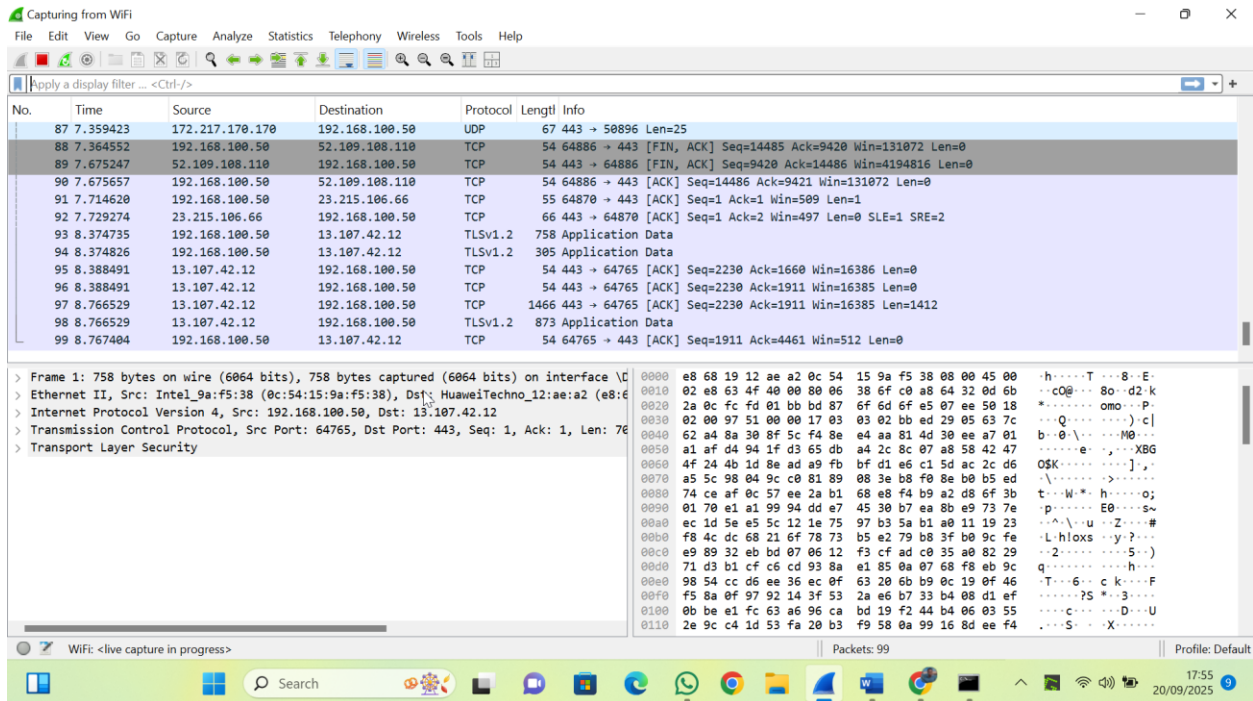 Capturing from WiFi
File Edit View Go Capture Analyze Statistics Telephony Wireless Tools Help
Apply a display filter ... <Ctrl-/>
No. Time Source Destination Protocol Lengtl Info
87 7.359423 172.217.170.170 192.168.100.50 UDP 67 443 → 50896 Len=25
88 7.364552 192.168.100.50 52.109.108.110 TCP 54 64886 → 443 [FIN, ACK] Seq=14485 Ack=9420 Win=131072 Len=0
89 7.675247 52.109.108.110 192.168.100.50 TCP 54 443 → 64886 [FIN, ACK] Seq=9420 Ack=14486 Win=4194816 Len=0
90 7.675657 192.168.100.50 52.109.108.110 TCP 54 64886 → 443 [ACK] Seq=14486 Ack=9421 Win=131072 Len=0
91 7.714620 192.168.100.50 23.215.106.66 TCP 55 64870 → 443 [ACK] Seq=1 Ack=1 Win=509 Len=1
92 7.729274 23.215.106.66 192.168.100.50 TCP 66 443 → 64870 [ACK] Seq=1 Ack=2 Win=497 Len=0 SLE=1 SRE=2
93 8.374735 192.168.100.50 13.107.42.12 TLSv1.2 758 Application Data
94 8.374826 192.168.100.50 13.107.42.12 TLSv1.2 305 Application Data
95 8.388491 13.107.42.12 192.168.100.50 TCP 54 443 → 64765 [ACK] Seq=2230 Ack=1660 Win=16386 Len=0
96 8.388491 13.107.42.12 192.168.100.50 TCP 54 443 → 64765 [ACK] Seq=2230 Ack=1911 Win=16385 Len=0
97 8.766529 13.107.42.12 192.168.100.50 TCP 1466 443 → 64765 [ACK] Seq=2230 Ack=1911 Win=16385 Len=1412
98 8.766529 13.107.42.12 192.168.100.50 TLSv1.2 873 Application Data
99 8.767404 192.168.100.50 13.107.42.12 TCP 54 64765 → 443 [ACK] Seq=1911 Ack=4461 Win=512 Len=0
> Frame 1: 758 bytes on wire (6064 bits), 758 bytes captured (6064 bits) on interface \D
> Ethernet II, Src: Intel_9a:f5:38 (0c:54:15:9a:f5:38), Dst: HuaweiTechno_12:ae:a2 (e8:6
> Internet Protocol Version 4, Src: 192.168.100.50, Dst: 13.107.42.12
> Transmission Control Protocol, Src Port: 64765, Dst Port: 443, Seq: 1, Ack: 1, Len: 70
> Transport Layer Security
0000 e8 68 19 12 ae a2 0c 54 15 9a f5 38 08 00 45 00 ·h·····T ···8··E·
0010 02 e8 63 4f 40 00 80 06 38 6f c0 a8 64 32 0d 6b ··cO@··· 8o··d2·k
0020 2a 0c fc fd 01 bb bd 87 6f 6d 6f e5 07 ee 50 18 *······· omo···P·
0030 02 00 97 51 00 00 17 03 03 02 bb ed 29 05 63 7c ···Q···· ····)·c|
0040 62 a4 8a 30 8f 5c f4 8e e4 aa 81 4d 30 ee a7 01 b··0·\·· ···M0···
0050 a1 af d4 94 1f d3 65 db a4 2c 8c 07 a8 58 42 47 ······e· ·,···XBG
0060 4f 24 4b 1d 8e ad a9 fb bf d1 e6 c1 5d ac 2c d6 O$K····· ····]·,·
0070 a5 5c 98 04 9c c0 81 89 08 3e b8 f0 8e b0 b5 ed ·\······ ·>······
0080 74 ce af 0c 57 ee 2a b1 68 e8 f4 b9 a2 d8 6f 3b t···W·*· h·····o;
0090 01 70 e1 a1 99 94 dd e7 45 30 b7 ea 8b e9 73 7e ·p······ E0····s~
00a0 ec 1d 5e e5 5c 12 1e 75 97 b3 5a b1 a0 11 19 23 ··^·\··u ··Z····#
00b0 f8 4c dc 68 21 6f 78 73 b5 e2 79 b8 3f b0 9c fe ·L·h!oxs ··y·?···
00c0 e9 89 32 eb bd 07 06 12 f3 cf ad c0 35 a0 82 29 ··2····· ····5··)
00d0 71 d3 b1 cf c6 cd 93 8a e1 85 0a 07 68 f8 eb 9c q······· ····h···
00e0 98 54 cc d6 ee 36 ec 0f 63 20 6b b9 0c 19 0f 46 ·T···6·· c k····F
00f0 f5 8a 0f 97 92 14 3f 53 2a e6 b7 33 b4 08 d1 ef ······?S *··3····
0100 0b be e1 fc 63 a6 96 ca bd 19 f2 44 b4 06 03 55 ····c··· ···D···U
0110 2e 9c c4 1d 53 fa 20 b3 f9 58 0a 99 16 8d ee f4 .···S· · ·X······
WiFi: <live capture in progress> Packets: 99 Profile: Default
Search
17:55
20/09/2025
9